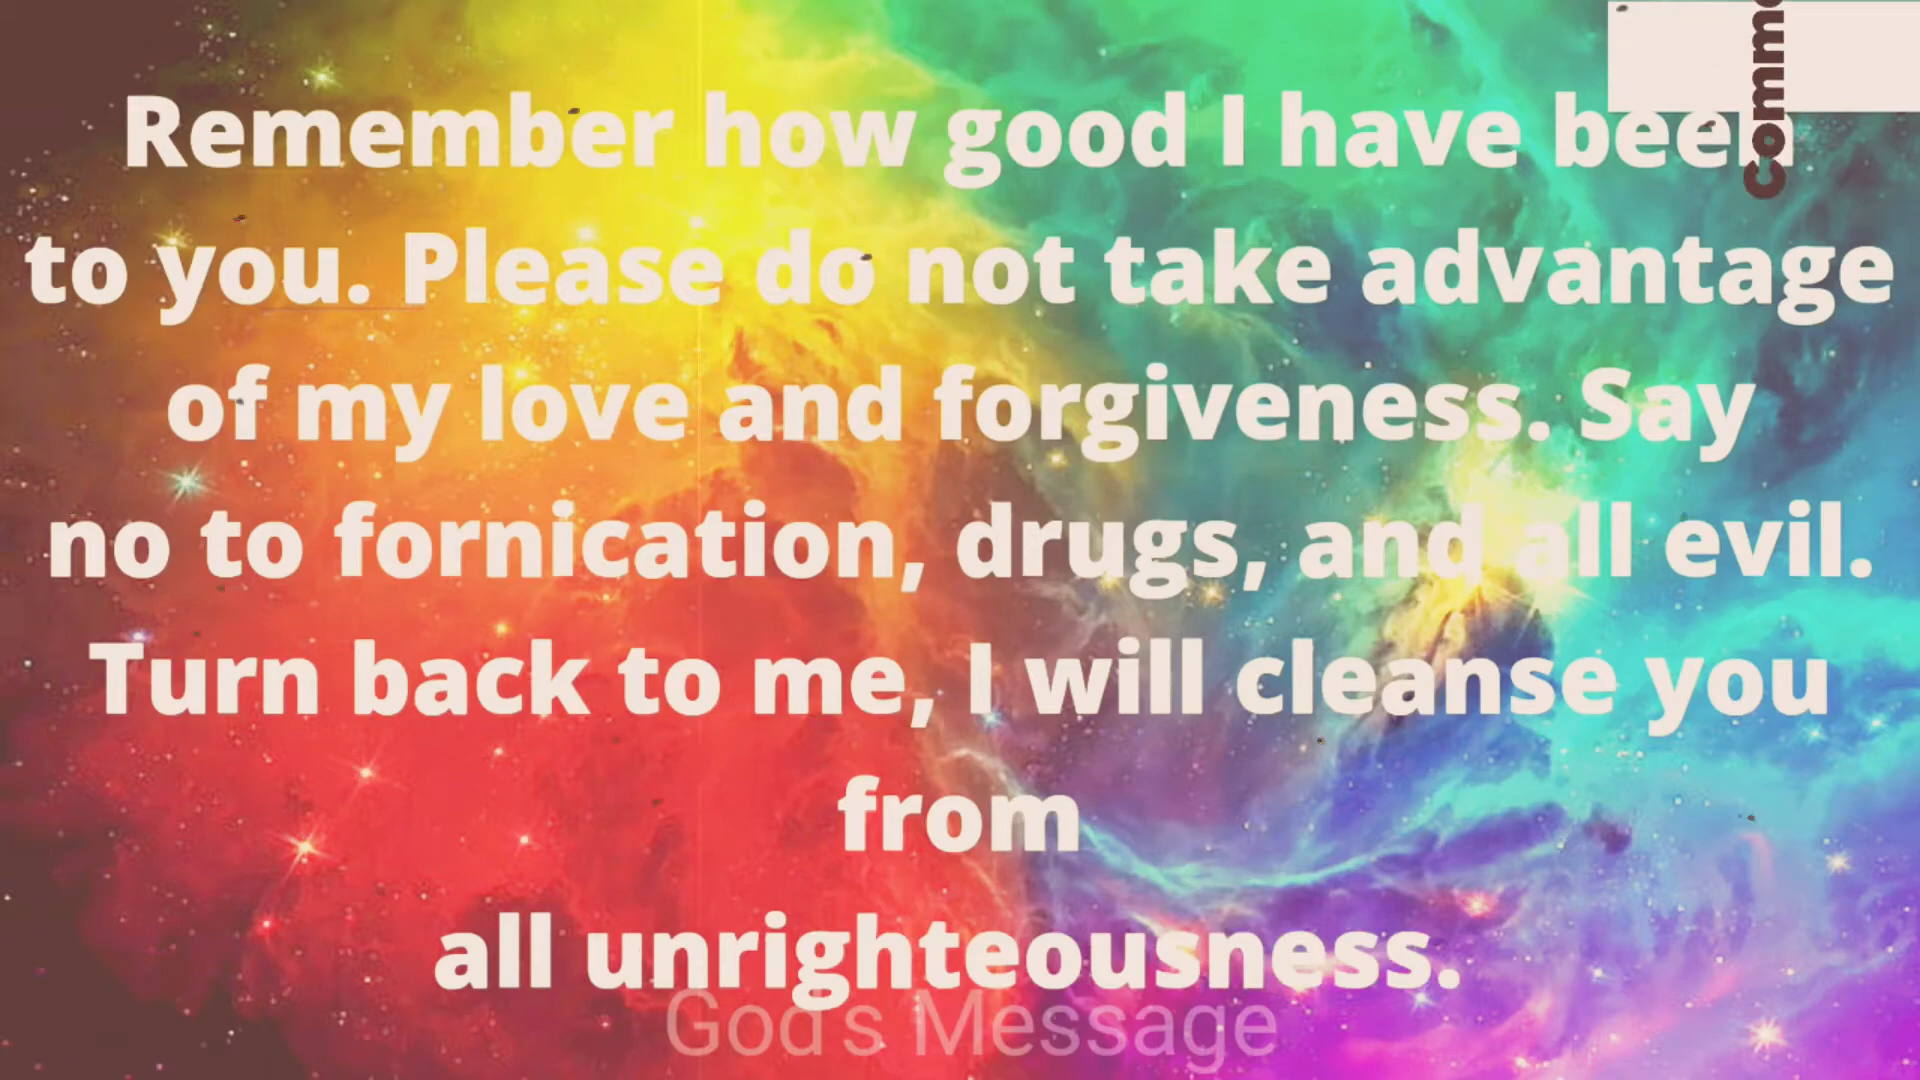 Remember how good I have been
to you. Please do not take advantage
of my love and forgiveness. Say
no to fornication, drugs, and all evil.
Turn back to me, I will cleanse you
from
all unrighteousness.
God's Message